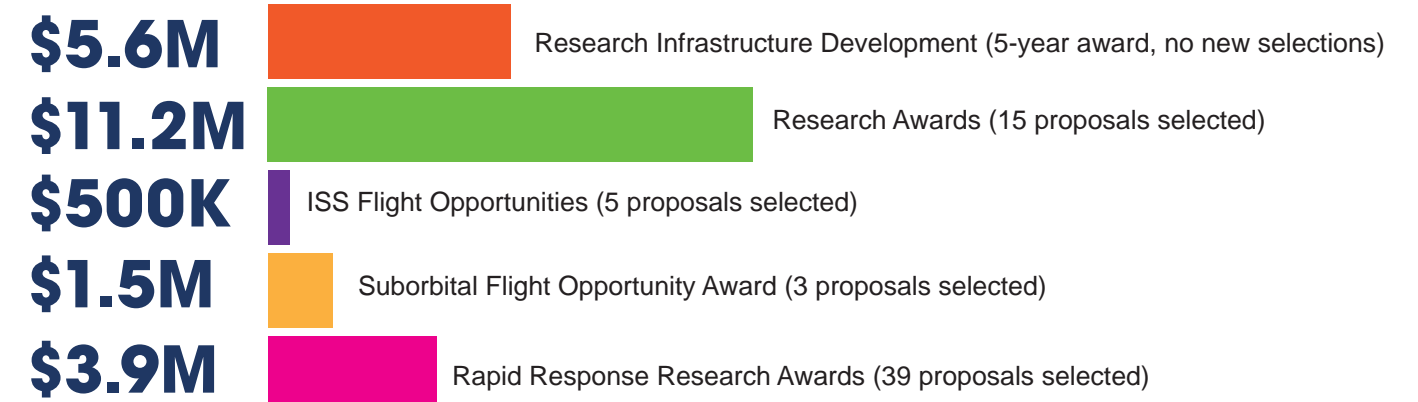 $5.6M Research Infrastructure Development (5-year award, no new selections)
$11.2M Research Awards (15 proposals selected)
$500K ISS Flight Opportunities (5 proposals selected)
$1.5M Suborbital Flight Opportunity Award (3 proposals selected)
$3.9M Rapid Response Research Awards (39 proposals selected)